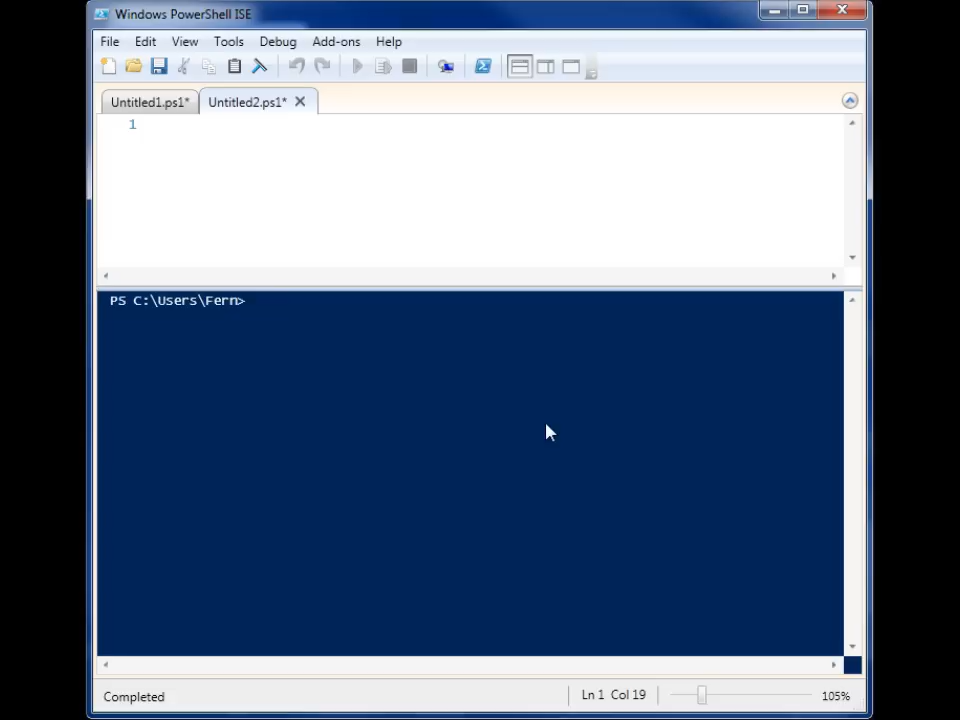 Windows PowerShell ISE
File Edit View Tools Debug Add-ons Help
Untitled1.ps1* Untitled2.ps1*
1
PS C:\Users\Fern>
Completed Ln 1 Col 19 105%